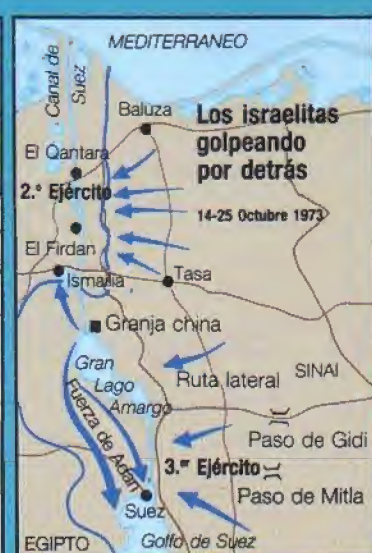 MEDITERRANEO
Canal de
Suez
Baluza
Los israelitas
golpeando
por detrás
14-25 Octubre 1973
El Qantara
2.º Ejército
El Firdan
Ismailia
Tasa
Granja china
Gran
Lago
Amargo
Ruta lateral
SINAI
Fuerza de Adan
Paso de Gidi
3.er Ejército
Paso de Mitla
Suez
EGIPTO
Golfo de Suez